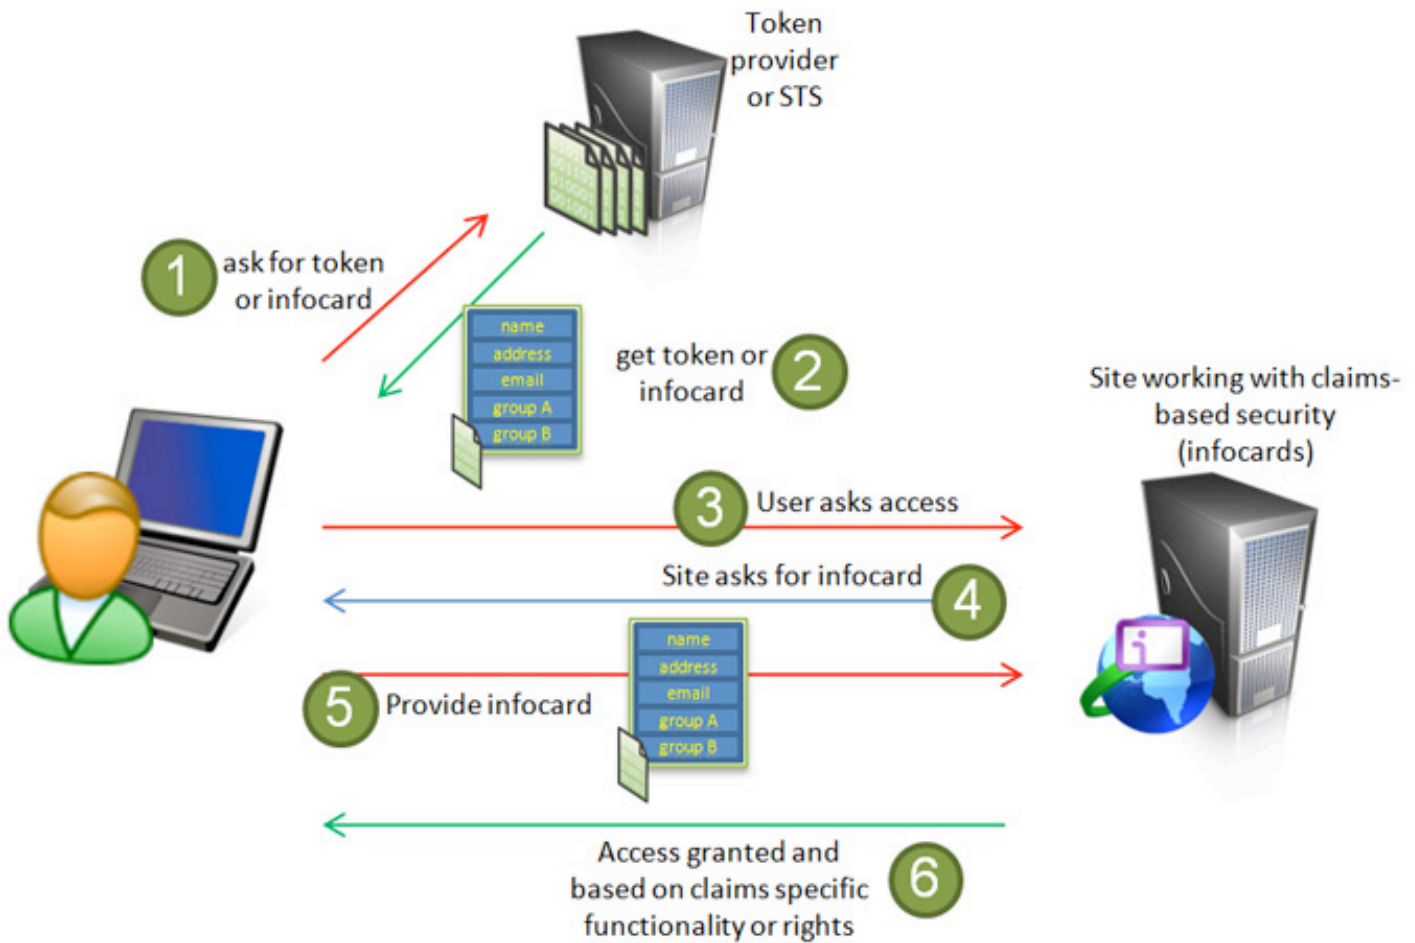 Token
provider
or STS
1
ask for token
or infocard
name
address
email
group A
group B
get token or
infocard
2
Site working with claims-
based security
(infocards)
3
User asks access
Site asks for infocard
4
name
address
email
group A
group B
5
Provide infocard
Access granted and
based on claims specific
functionality or rights
6